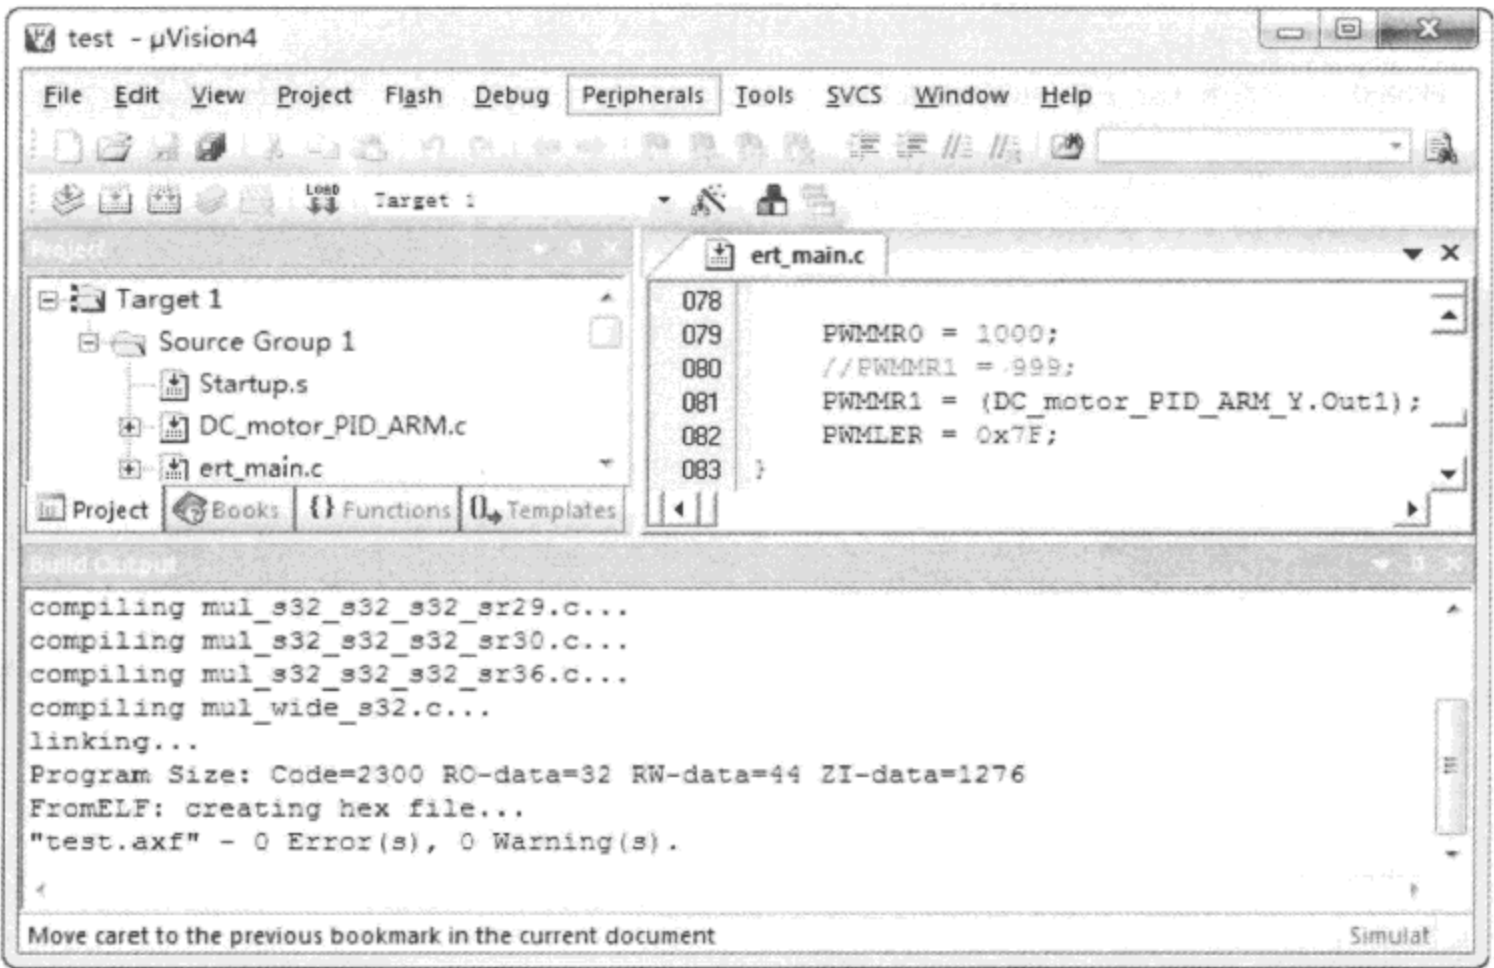 test - µVision4
File Edit View Project Flash Debug Peripherals Tools SVCS Window Help
LOAD Target 1
Project
ert_main.c
Target 1
Source Group 1
Startup.s
DC_motor_PID_ARM.c
ert_main.c
078
079 PWMMR0 = 1000;
080 //PWMMR1 = 999;
081 PWMMR1 = (DC_motor_PID_ARM_Y.Out1);
082 PWMLER = 0x7F;
083 }
Project Books {} Functions Templates
Build Output
compiling mul_s32_s32_s32_sr29.c...
compiling mul_s32_s32_s32_sr30.c...
compiling mul_s32_s32_s32_sr36.c...
compiling mul_wide_s32.c...
linking...
Program Size: Code=2300 RO-data=32 RW-data=44 ZI-data=1276
FromELF: creating hex file...
"test.axf" - 0 Error(s), 0 Warning(s).
Move caret to the previous bookmark in the current document
Simulat